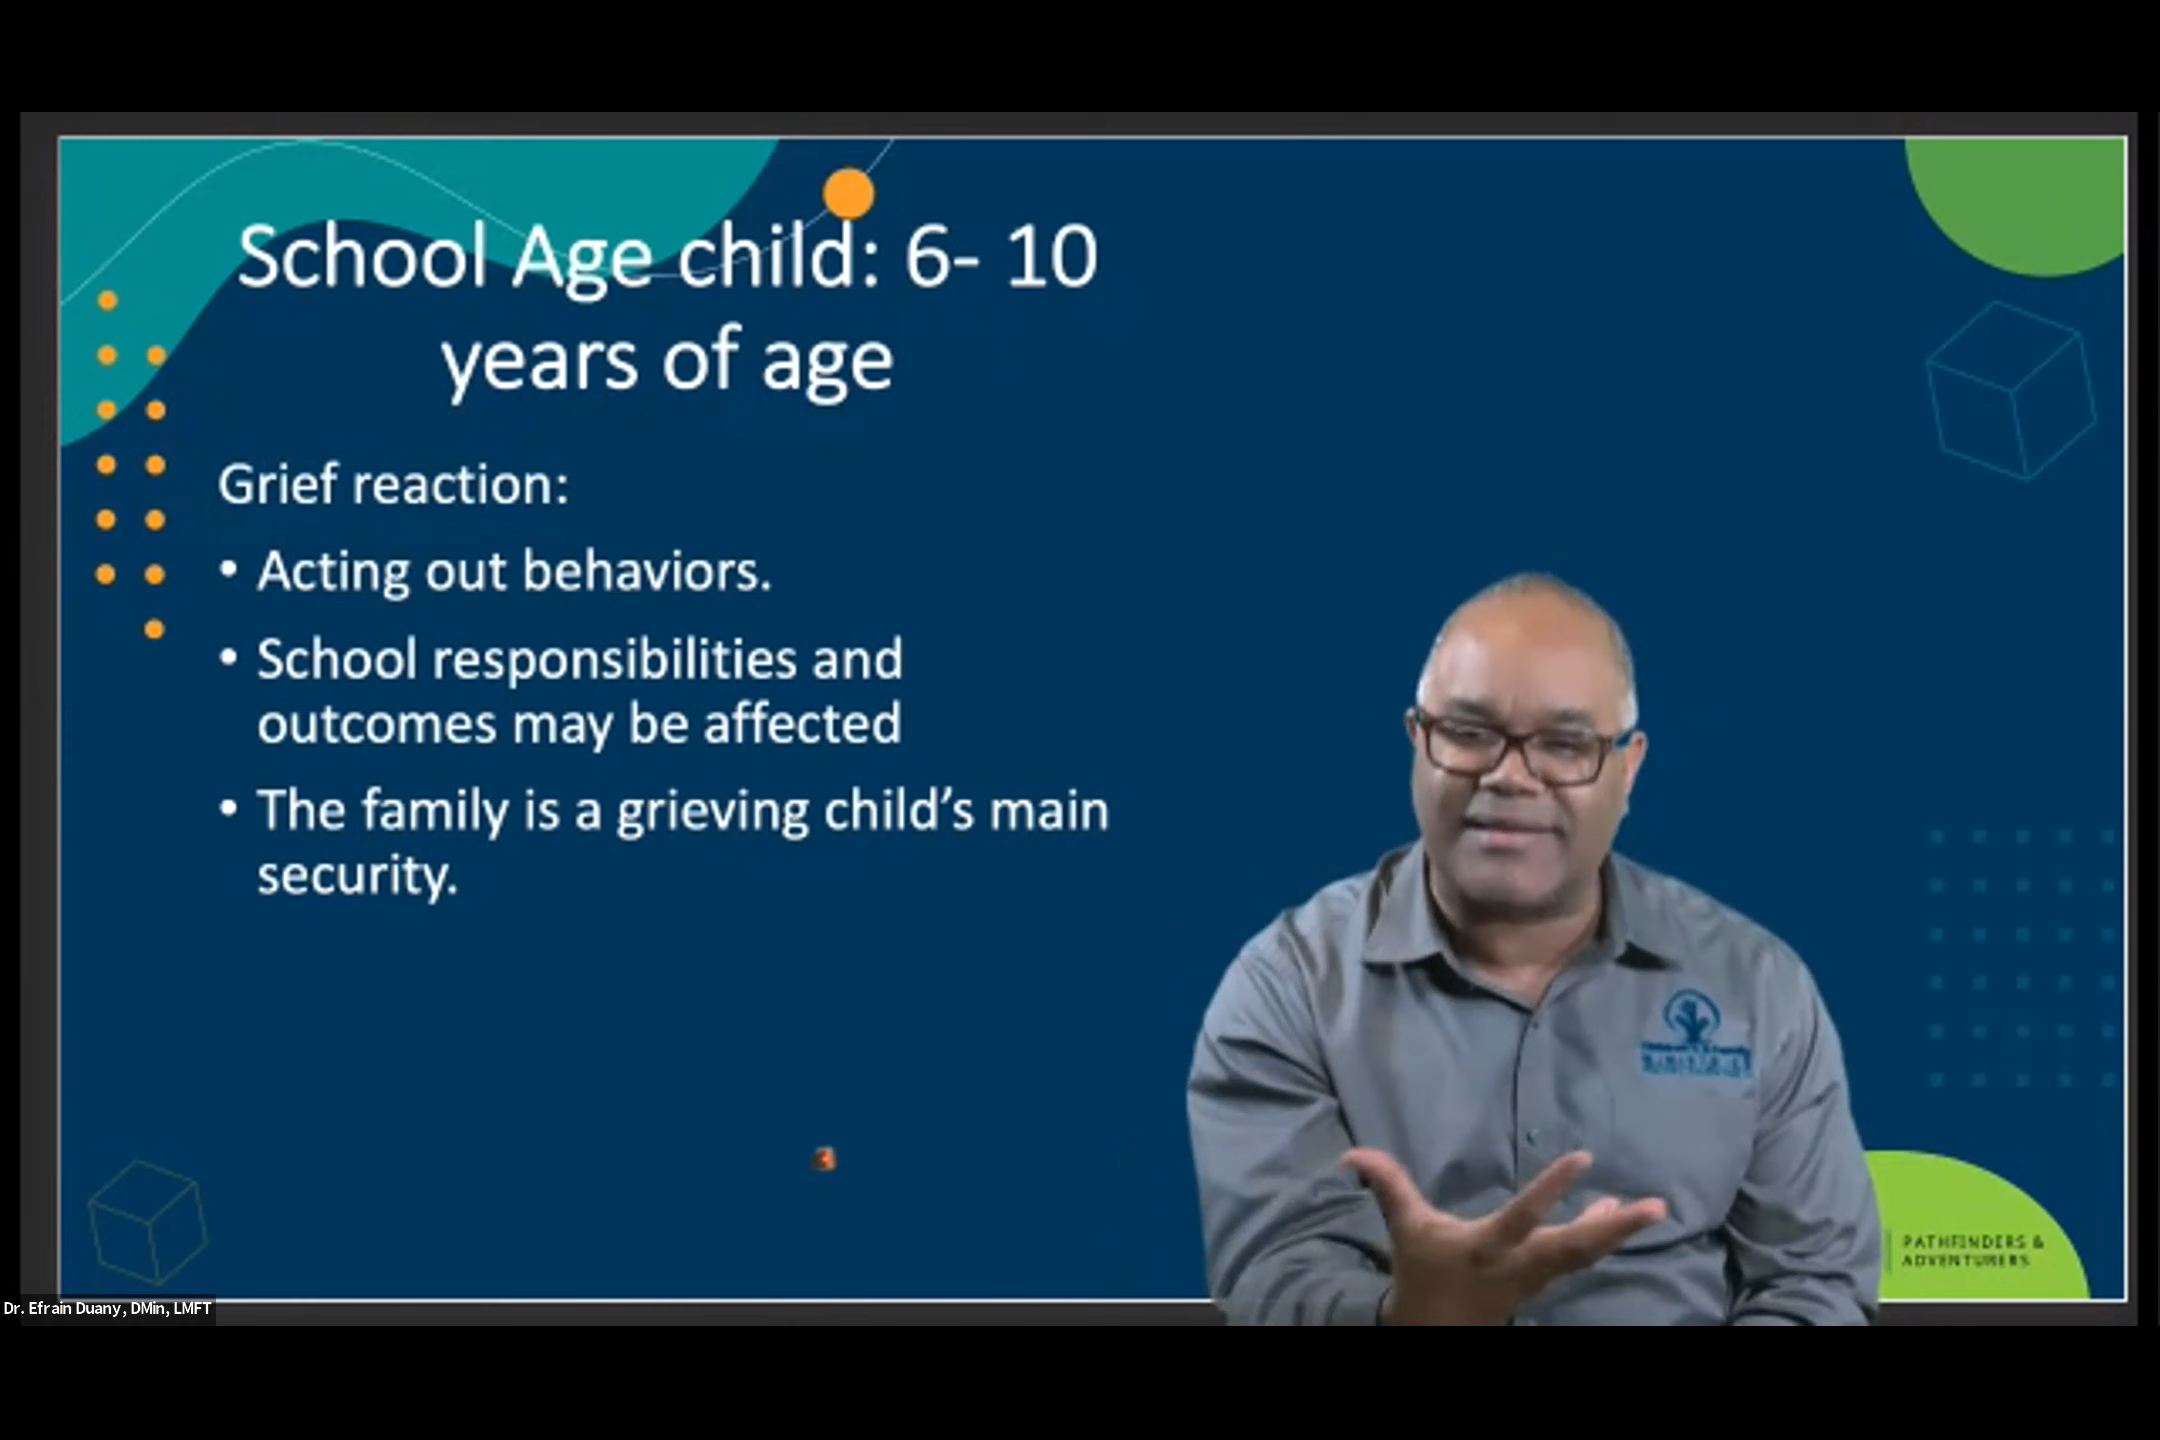 School Age child: 6- 10
years of age
Grief reaction:
• Acting out behaviors.
• School responsibilities and
outcomes may be affected
• The family is a grieving child’s main
security.
PATHFINDERS &
ADVENTURERS
Dr. Efrain Duany, DMin, LMFT